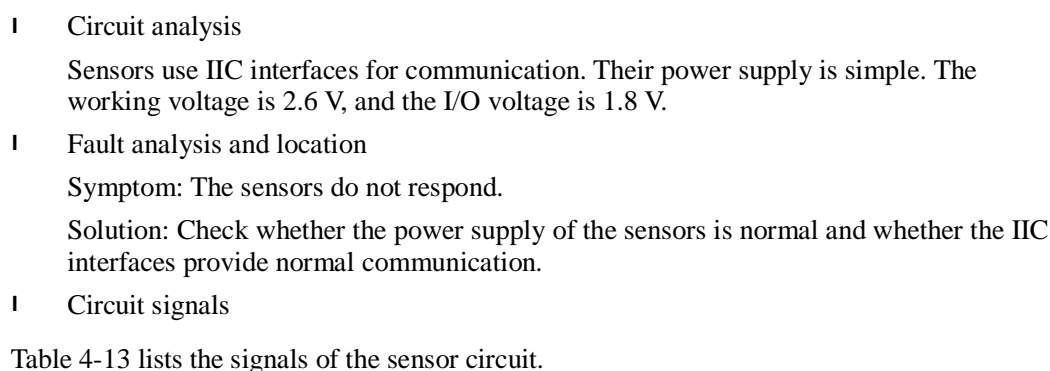 l Circuit analysis
Sensors use IIC interfaces for communication. Their power supply is simple. The
working voltage is 2.6 V, and the I/O voltage is 1.8 V.
l Fault analysis and location
Symptom: The sensors do not respond.
Solution: Check whether the power supply of the sensors is normal and whether the IIC
interfaces provide normal communication.
l Circuit signals
Table 4-13 lists the signals of the sensor circuit.